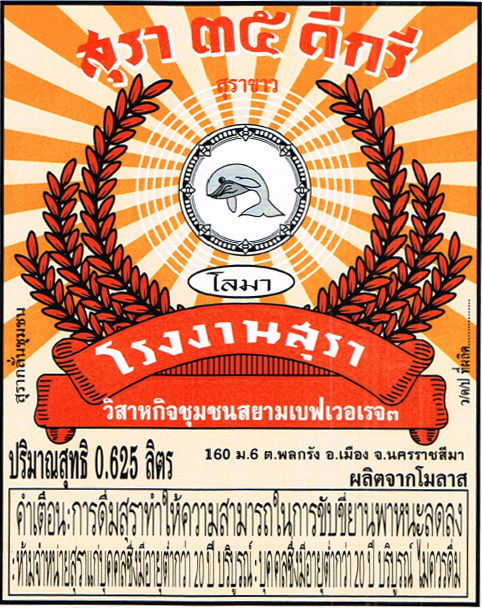 สุรา ๓๕ ดีกรี
สุราขาว
โลมา
โรงงานสุรา
วิสาหกิจชุมชนสยามเบฟเวอเรจ๓
สุรากลั่นชุมชน
ว/ด/ป ที่ผลิต...................
ปริมาณสุทธิ 0.625 ลิตร
160 ม.6 ต.พลกรัง อ.เมือง จ.นครราชสีมา
ผลิตจากโมลาส
คำเตือน:การดื่มสุราทำให้ความสามารถในการขับขี่ยานพาหนะลดลง
:ห้ามจำหน่ายสุราแก่บุคคลซึ่งมีอายุต่ำกว่า 20 ปี บริบูรณ์ :บุคคลซึ่งมีอายุต่ำกว่า 20 ปี บริบูรณ์ ไม่ควรดื่ม